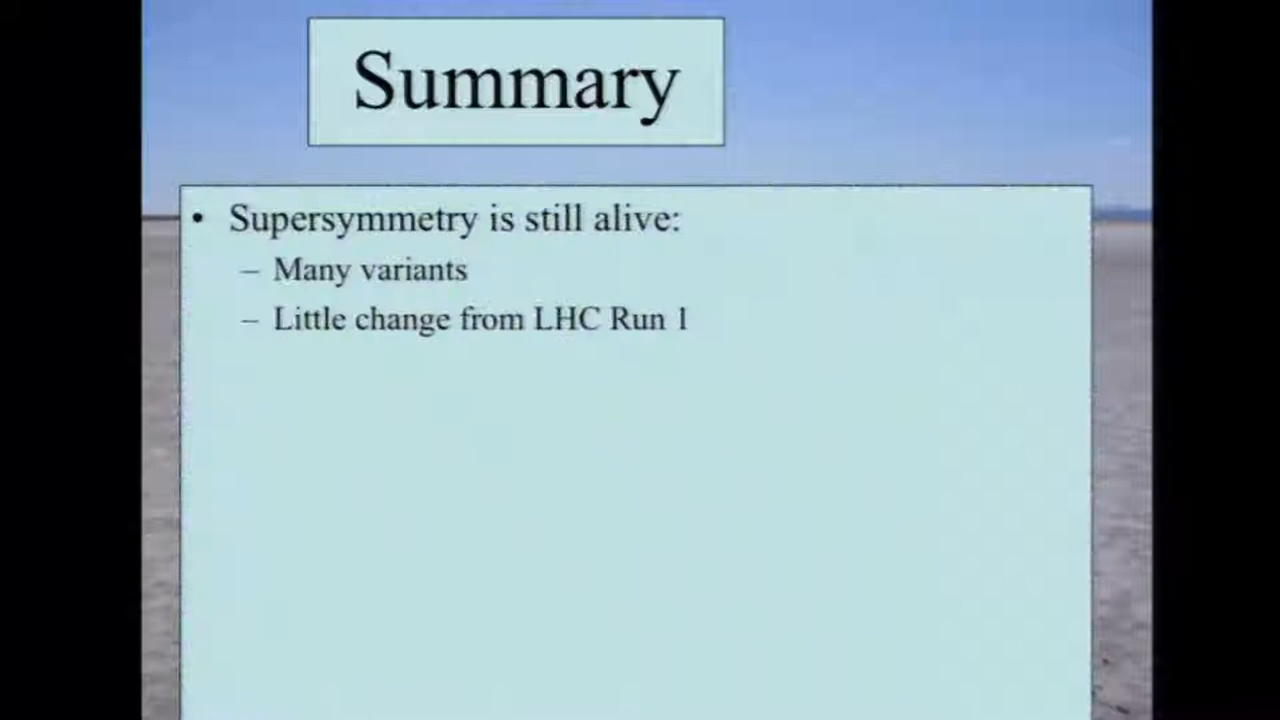 Summary
• Supersymmetry is still alive:
– Many variants
– Little change from LHC Run 1